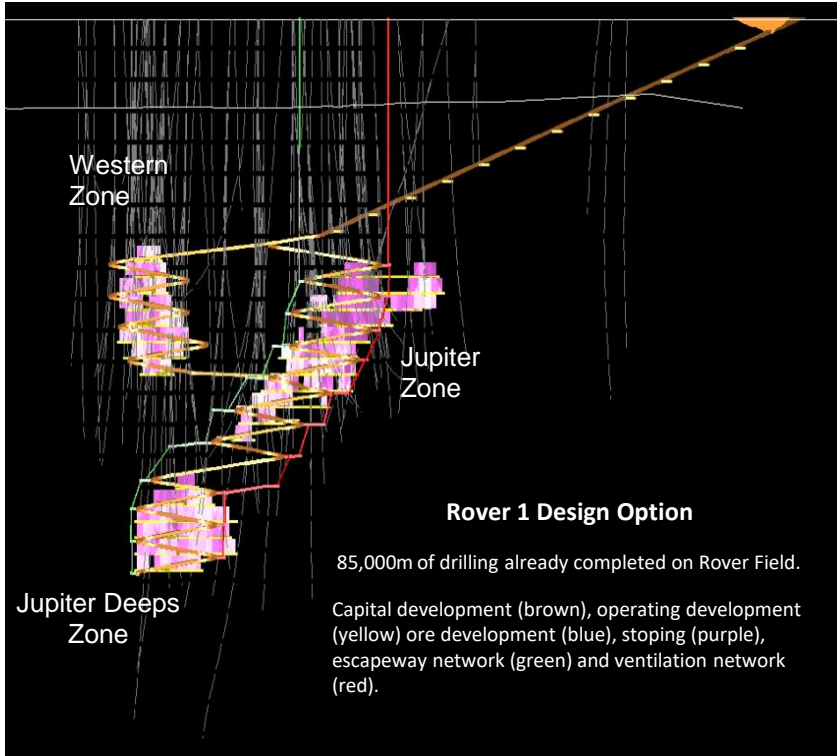 Western
Zone
Jupiter
Zone
Rover 1 Design Option
85,000m of drilling already completed on Rover Field.
Jupiter Deeps
Zone
Capital development (brown), operating development
(yellow) ore development (blue), stoping (purple),
escapeway network (green) and ventilation network
(red).